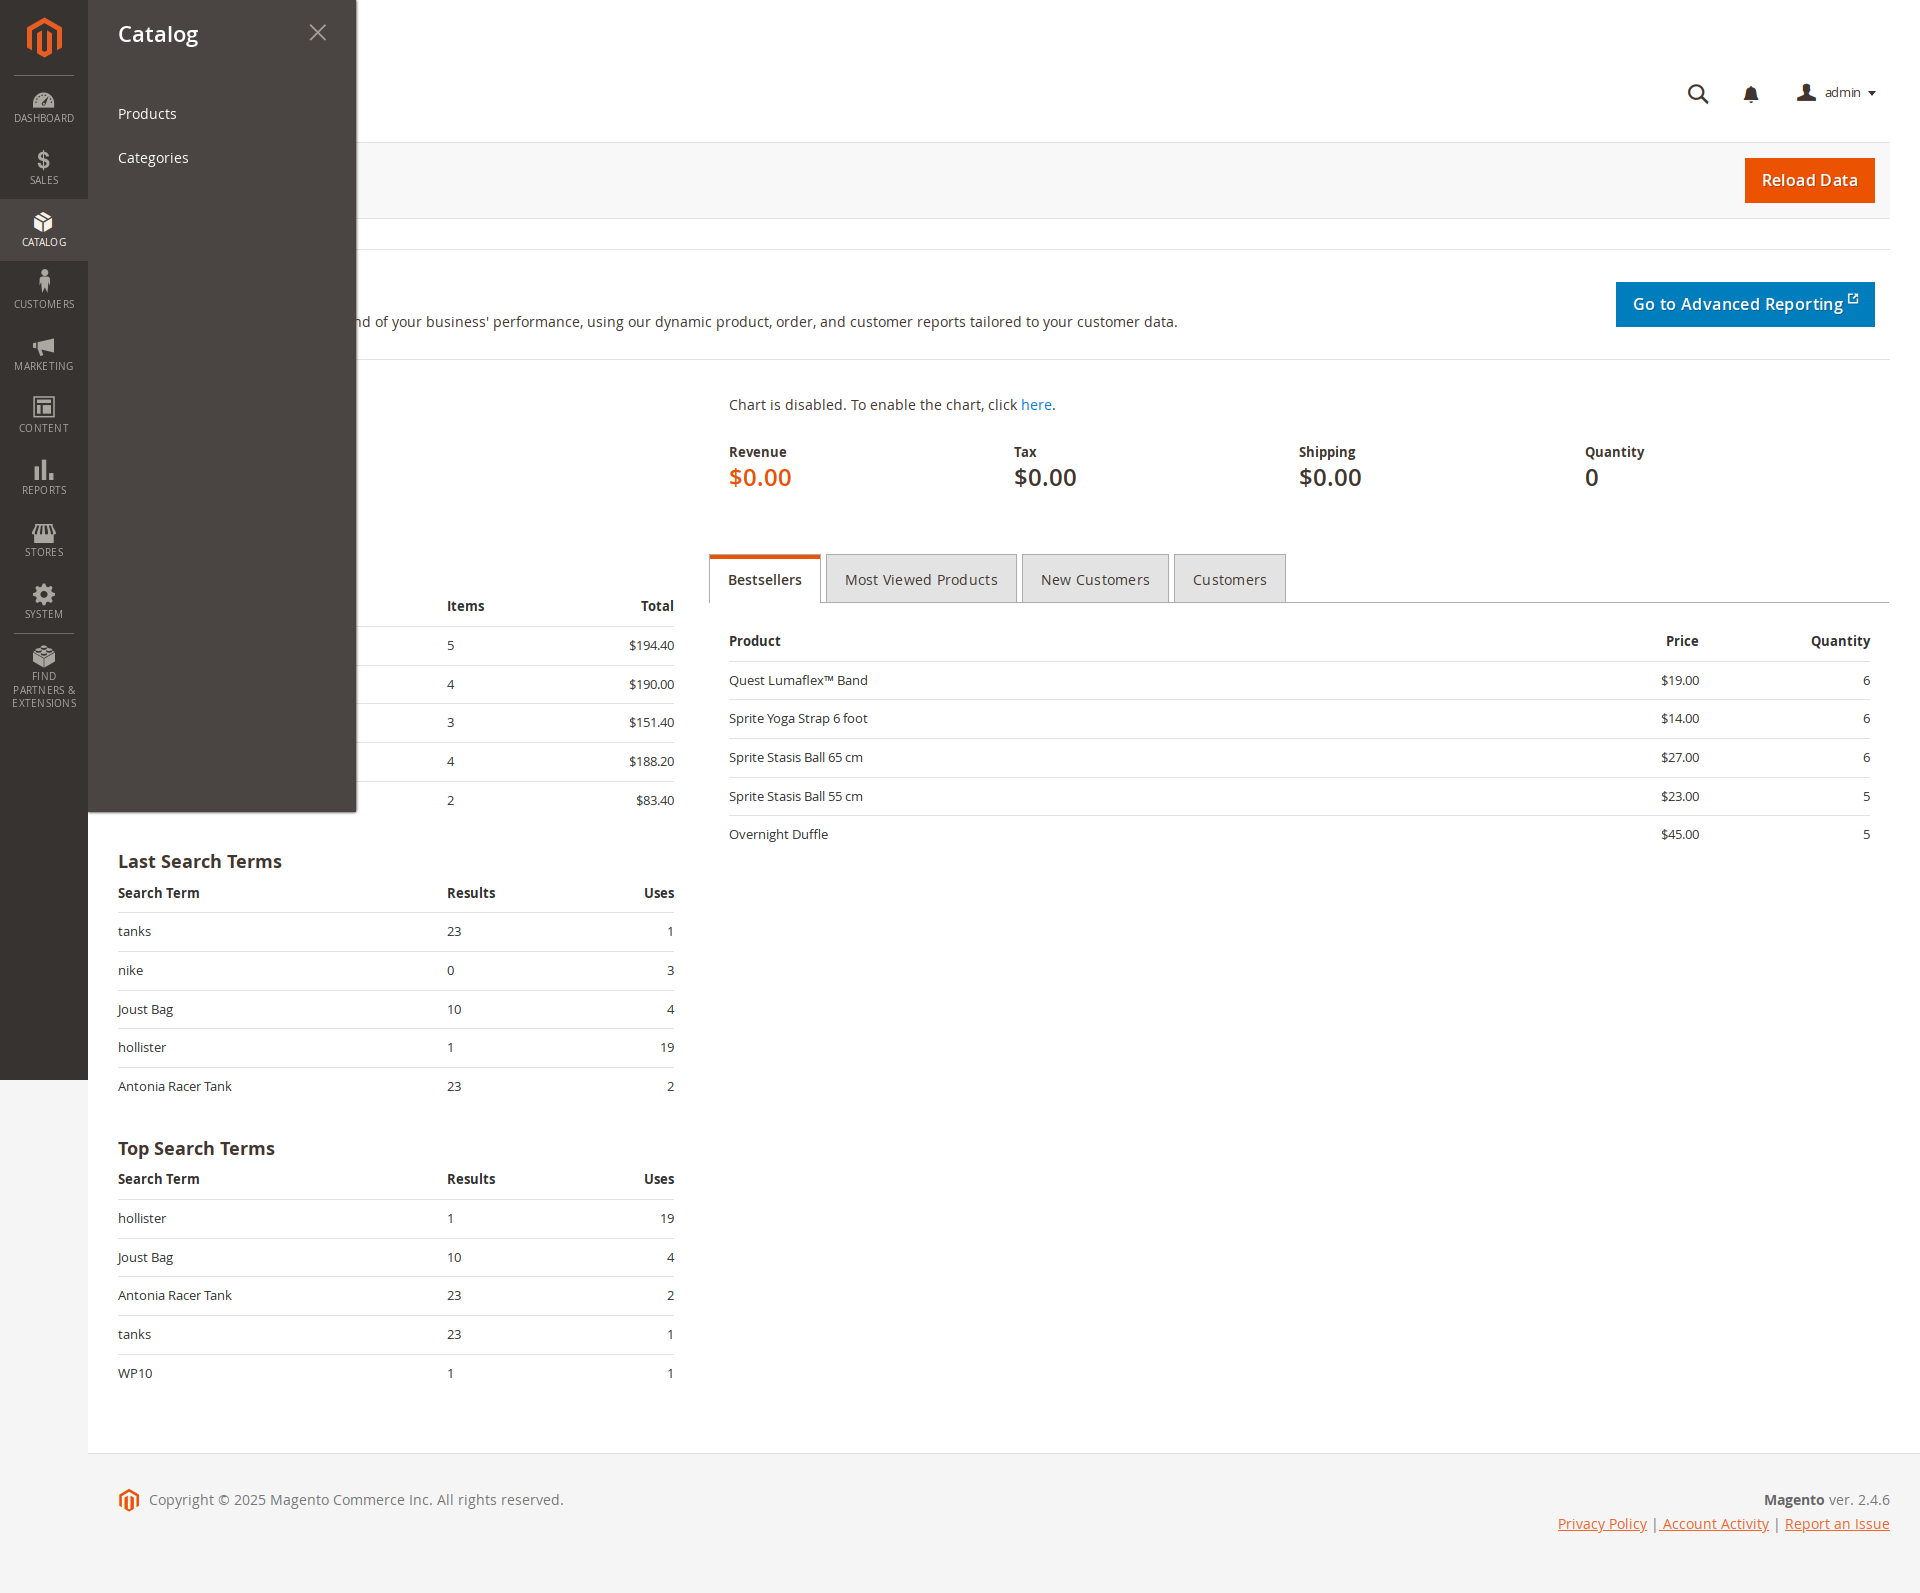 Catalog
Products
Categories
DASHBOARD
SALES
CATALOG
CUSTOMERS
MARKETING
CONTENT
REPORTS
STORES
SYSTEM
FIND
PARTNERS &
EXTENSIONS
admin
Reload Data
of your business' performance, using our dynamic product, order, and customer reports tailored to your customer data.
Go to Advanced Reporting
Chart is disabled. To enable the chart, click here.
Revenue Tax Shipping Quantity
$0.00 $0.00 $0.00 0
Items Total
5 $194.40
4 $190.00
3 $151.40
4 $188.20
2 $83.40
Bestsellers Most Viewed Products New Customers Customers
Product Price Quantity
Quest Lumaflex™ Band $19.00 6
Sprite Yoga Strap 6 foot $14.00 6
Sprite Stasis Ball 65 cm $27.00 6
Sprite Stasis Ball 55 cm $23.00 5
Overnight Duffle $45.00 5
Last Search Terms
Search Term Results Uses
tanks 23 1
nike 0 3
Joust Bag 10 4
hollister 1 19
Antonia Racer Tank 23 2
Top Search Terms
Search Term Results Uses
hollister 1 19
Joust Bag 10 4
Antonia Racer Tank 23 2
tanks 23 1
WP10 1 1
Copyright © 2025 Magento Commerce Inc. All rights reserved.
Magento ver. 2.4.6
Privacy Policy | Account Activity | Report an Issue